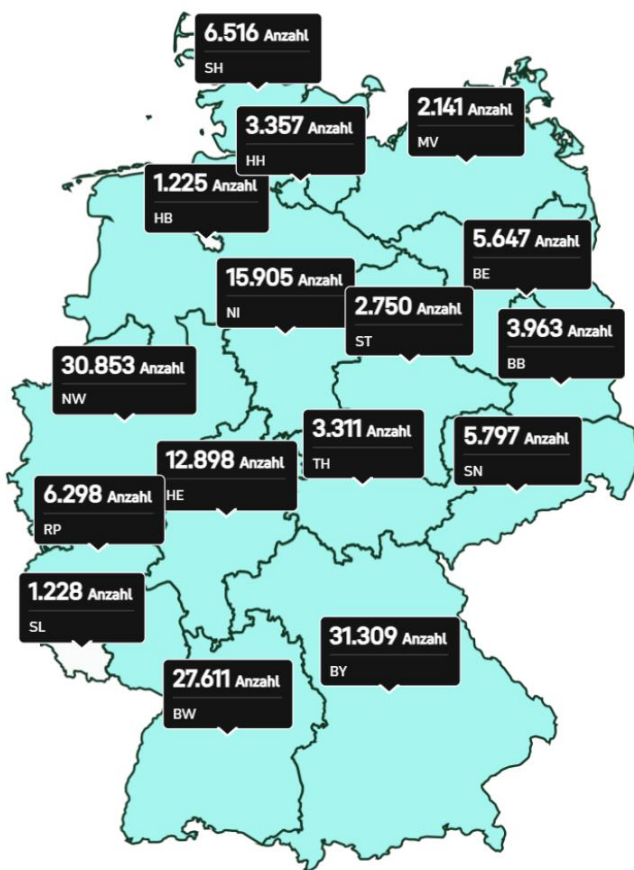 6.516 Anzahl
SH
2.141 Anzahl
MV
3.357 Anzahl
HH
1.225 Anzahl
HB
5.647 Anzahl
BE
15.905 Anzahl
NI
2.750 Anzahl
ST
3.963 Anzahl
BB
30.853 Anzahl
NW
3.311 Anzahl
TH
5.797 Anzahl
SN
12.898 Anzahl
HE
6.298 Anzahl
RP
1.228 Anzahl
SL
31.309 Anzahl
BY
27.611 Anzahl
BW